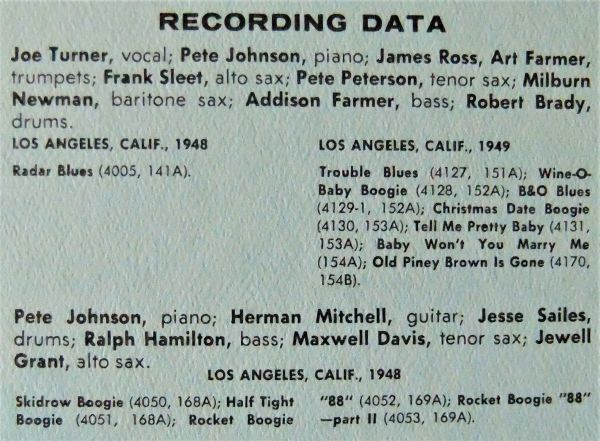 RECORDING DATA
Joe Turner, vocal; Pete Johnson, piano; James Ross, Art Farmer,
trumpets; Frank Sleet, alto sax; Pete Peterson, tenor sax; Milburn
Newman, baritone sax; Addison Farmer, bass; Robert Brady,
drums.
LOS ANGELES, CALIF., 1948
Radar Blues (4005, 141A).
LOS ANGELES, CALIF., 1949
Trouble Blues (4127, 151A); Wine-O-
Baby Boogie (4128, 152A); B&O Blues
(4129-1, 152A); Christmas Date Boogie
(4130, 153A); Tell Me Pretty Baby (4131,
153A); Baby Won't You Marry Me
(154A); Old Piney Brown Is Gone (4170,
154B).
Pete Johnson, piano; Herman Mitchell, guitar; Jesse Sailes,
drums; Ralph Hamilton, bass; Maxwell Davis, tenor sax; Jewell
Grant, alto sax.
LOS ANGELES, CALIF., 1948
Skidrow Boogie (4050, 168A); Half Tight
Boogie (4051, 168A); Rocket Boogie
"88" (4052, 169A); Rocket Boogie "88"
—part II (4053, 169A).